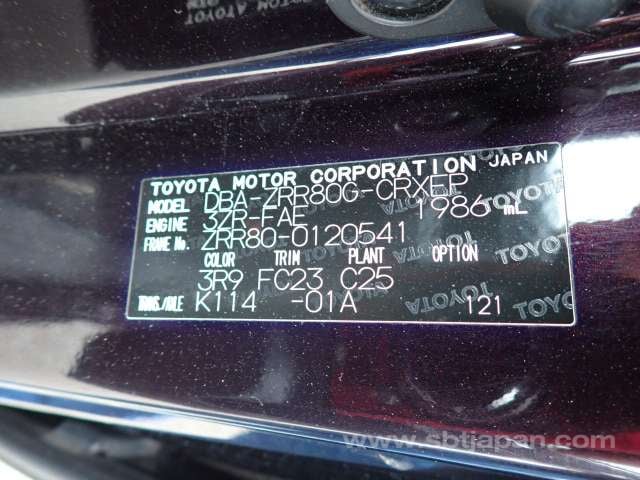 TOYOTA MOTOR CORPORATION JAPAN
MODEL DBA-ZRR80G-CRXEP
ENGINE 3ZR-FAE 1986 mL
FRAME No. ZRR80-0120541
COLOR TRIM PLANT OPTION
3R9 FC23 C25
TRANS./AXLE K114 -01A 121
www.sbtjapan.com